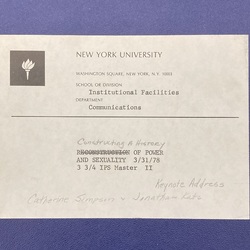 NEW YORK UNIVERSITY
WASHINGTON SQUARE, NEW YORK, N.Y. 10003
SCHOOL OR DIVISION
Institutional Facilities
DEPARTMENT
Communications
Constructing a History
RECONSTRUCTION OF POWER
AND SEXUALITY 3/31/78
3 3/4 IPS Master II
Keynote Address
Catherine Simpson + Jonathan Katz